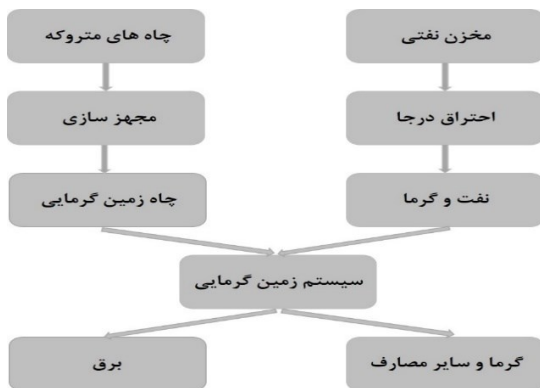 مخزن نفتی
چاه های متروکه
احتراق درجا
مجهز سازی
نفت و گرما
چاه زمین گرمایی
سیستم زمین گرمایی
گرما و سایر مصارف
برق